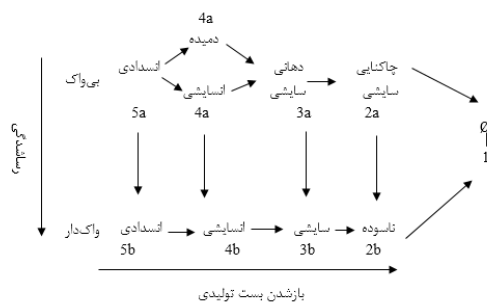 4a
دمیده
بی‌واک
انسدادی
انسایشی
دهانی
سایشی
چاکنایی
سایشی
5a
4a
3a
2a
Ø
1
رساشدگی
واک‌دار
انسدادی
انسایشی
سایشی
ناسوده
5b
4b
3b
2b
بازشدن بست تولیدی